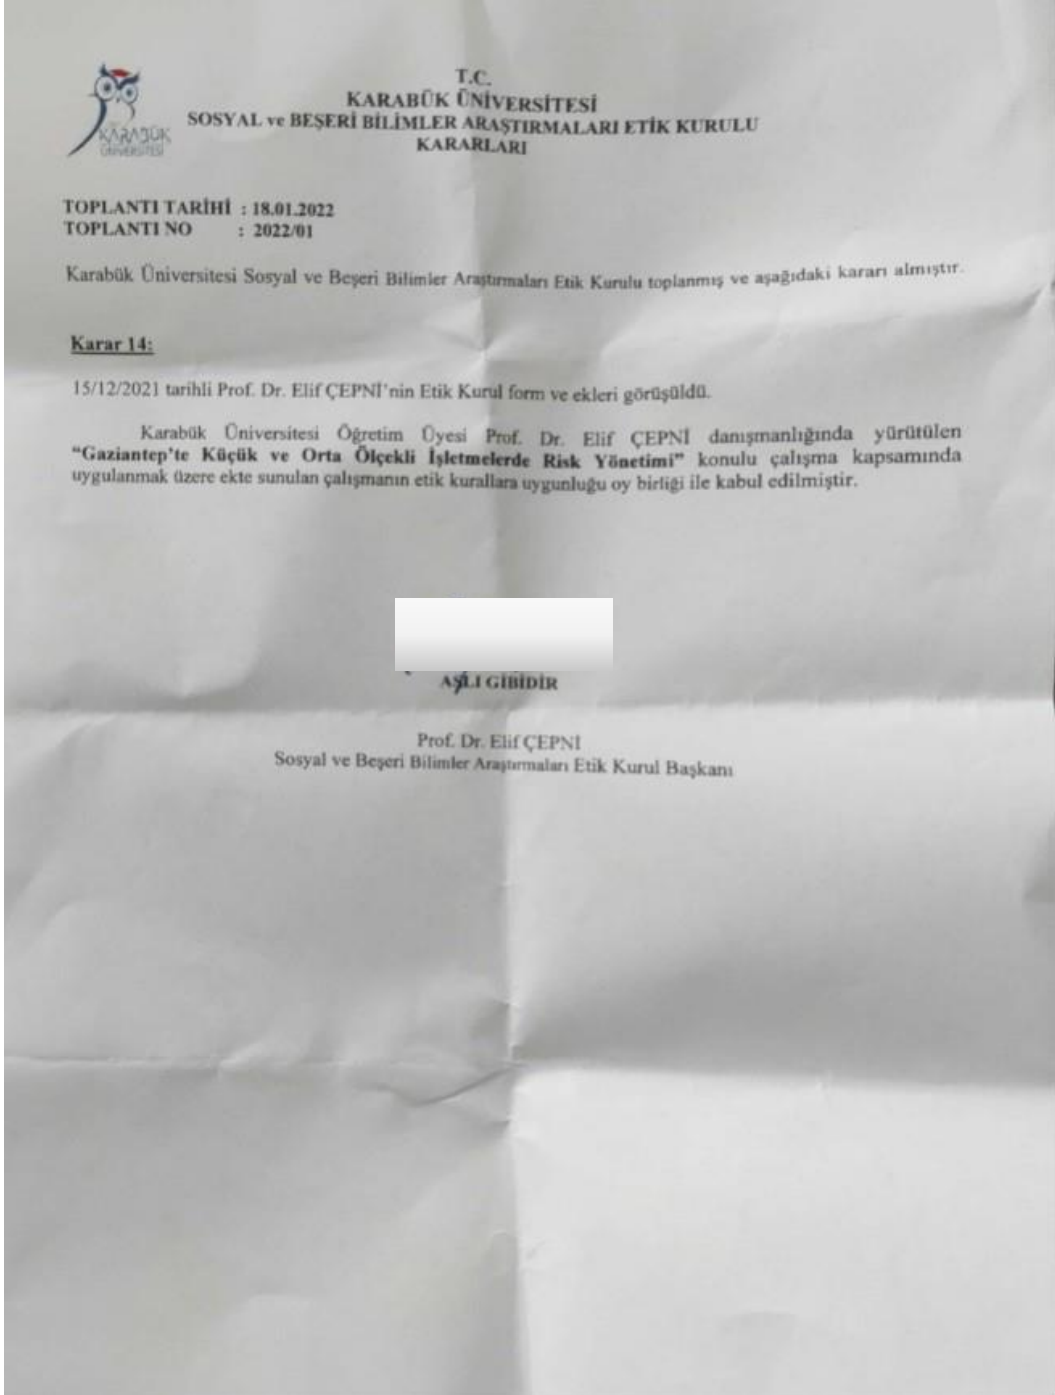 KARABÜK
ÜNİVERSİTESİ
T.C.
KARABÜK ÜNİVERSİTESİ
SOSYAL ve BEŞERİ BİLİMLER ARAŞTIRMALARI ETİK KURULU
KARARLARI
TOPLANTI TARİHİ : 18.01.2022
TOPLANTI NO : 2022/01
Karabük Üniversitesi Sosyal ve Beşeri Bilimler Araştırmaları Etik Kurulu toplanmış ve aşağıdaki kararı almıştır.
Karar 14:
15/12/2021 tarihli Prof. Dr. Elif ÇEPNİ'nin Etik Kurul form ve ekleri görüşüldü.
Karabük Üniversitesi Öğretim Üyesi Prof. Dr. Elif ÇEPNİ danışmanlığında yürütülen
“Gaziantep’te Küçük ve Orta Ölçekli İşletmelerde Risk Yönetimi” konulu çalışma kapsamında
uygulanmak üzere ekte sunulan çalışmanın etik kurallara uygunluğu oy birliği ile kabul edilmiştir.
ASLI GİBİDİR
Prof. Dr. Elif ÇEPNİ
Sosyal ve Beşeri Bilimler Araştırmaları Etik Kurul Başkanı